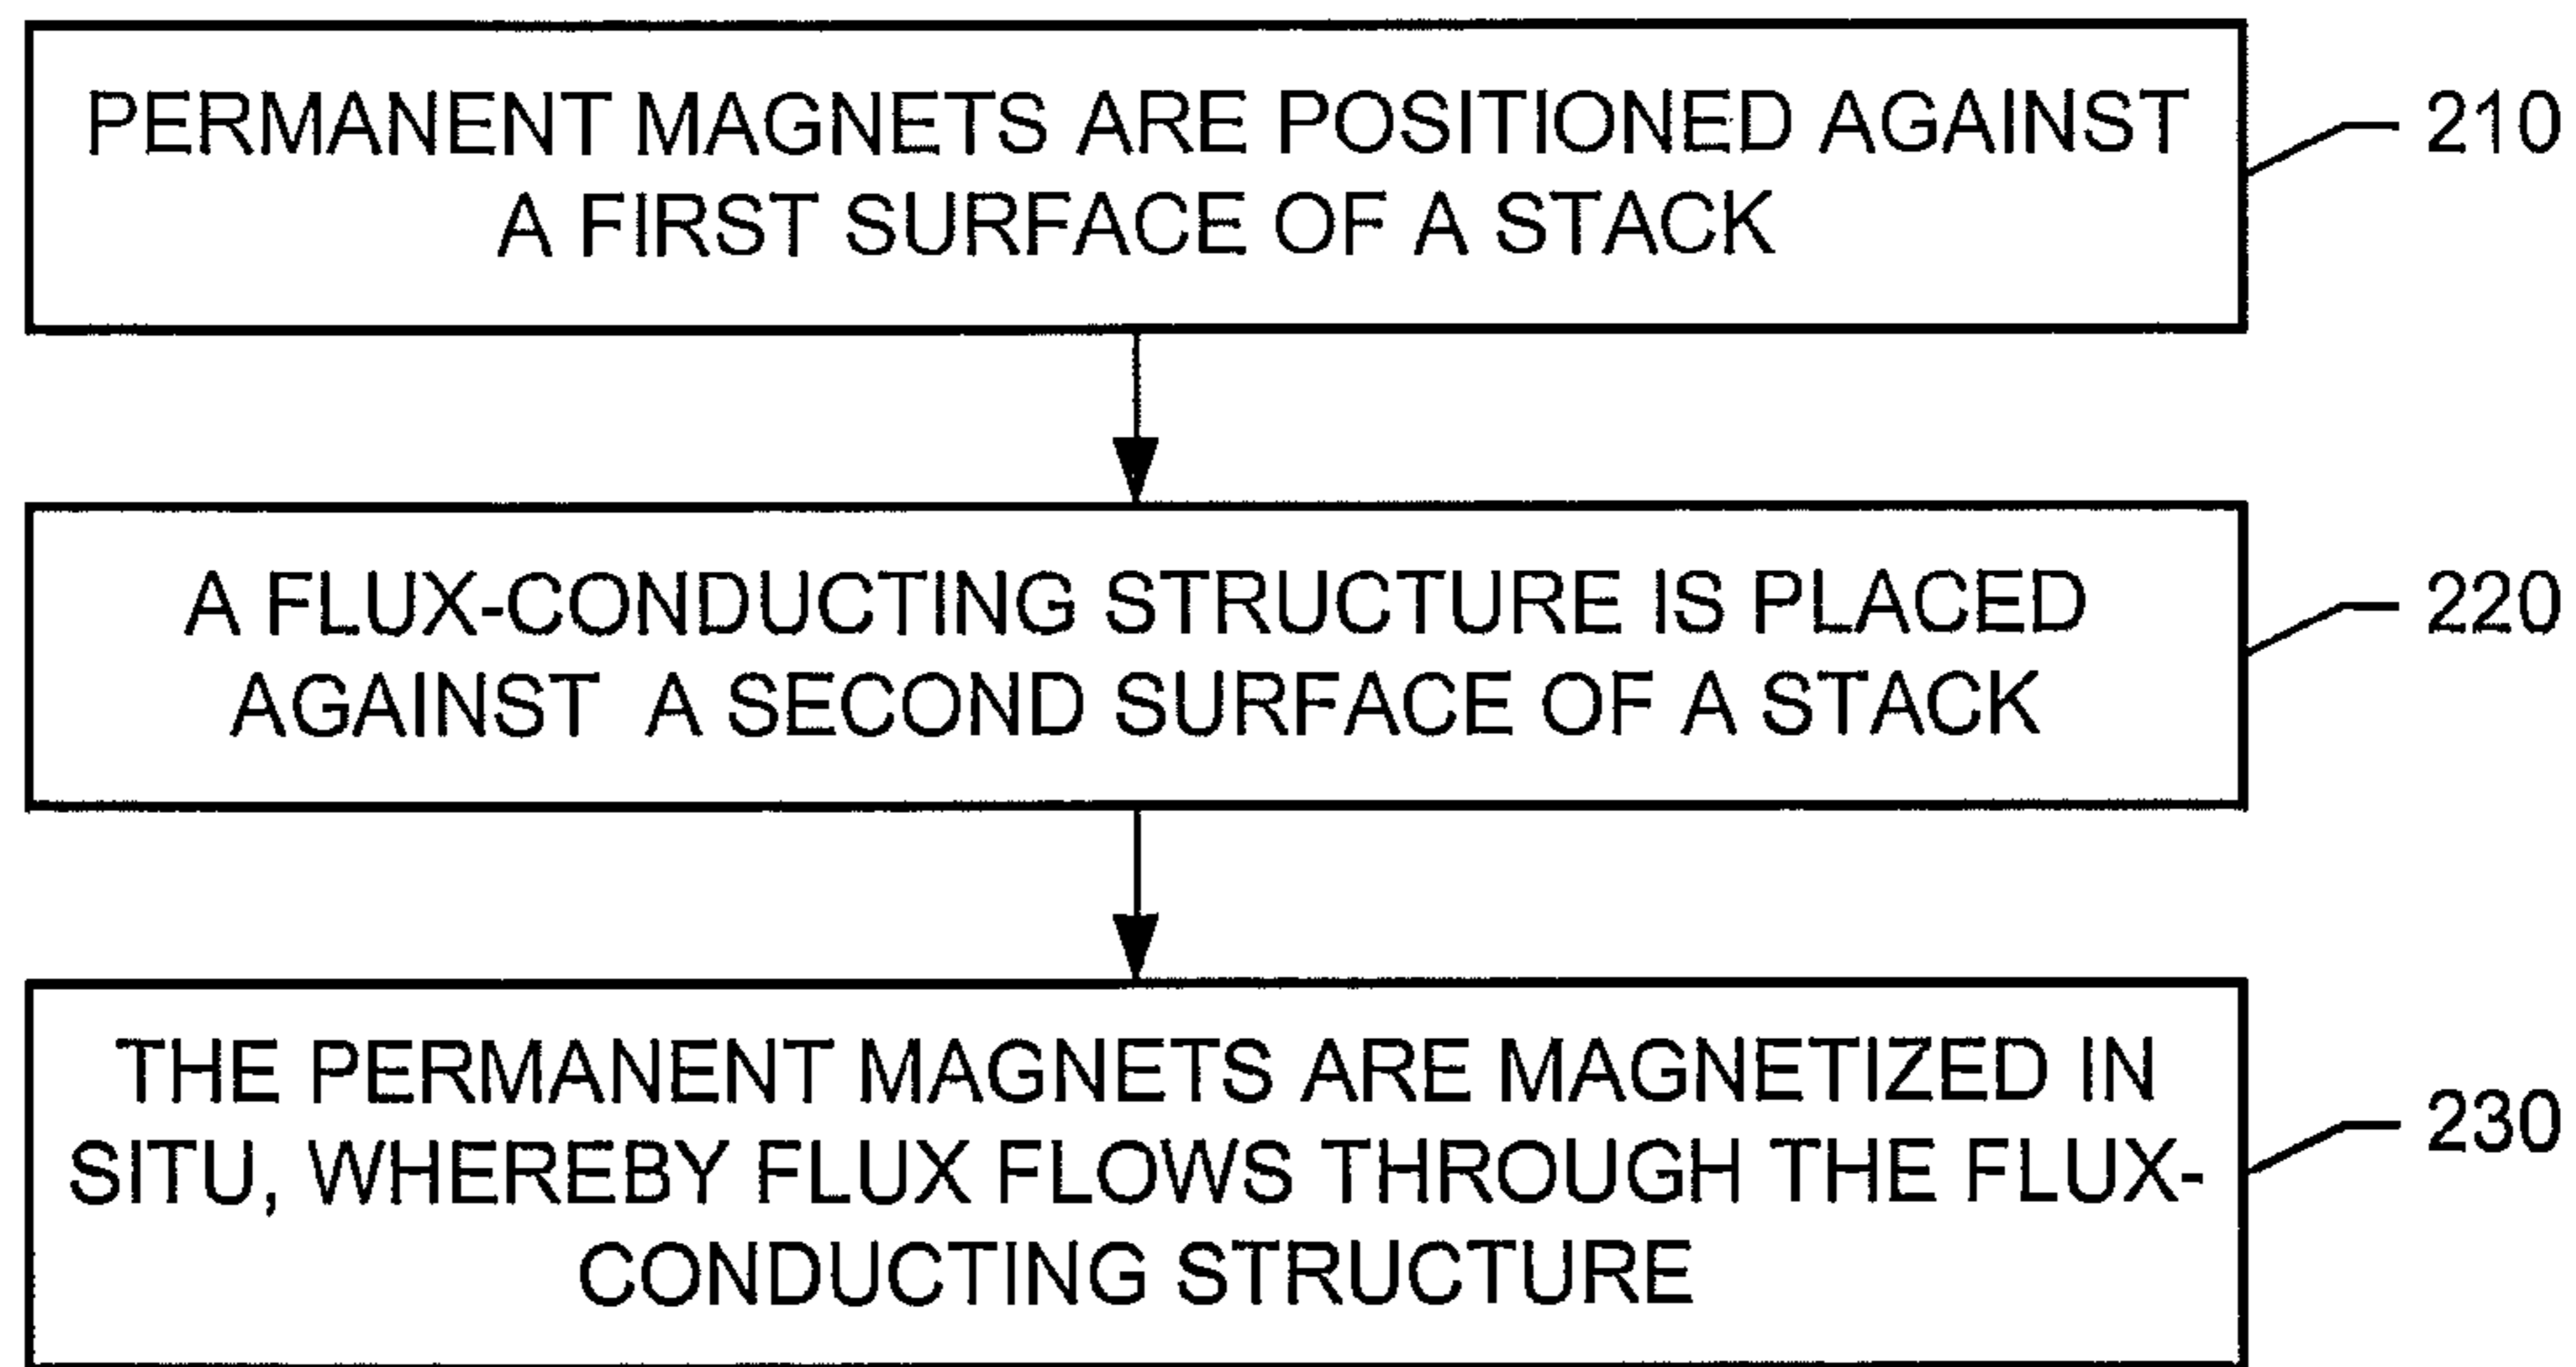 PERMANENT MAGNETS ARE POSITIONED AGAINST
A FIRST SURFACE OF A STACK
210
A FLUX-CONDUCTING STRUCTURE IS PLACED
AGAINST A SECOND SURFACE OF A STACK
220
THE PERMANENT MAGNETS ARE MAGNETIZED IN
SITU, WHEREBY FLUX FLOWS THROUGH THE FLUX-
CONDUCTING STRUCTURE
230